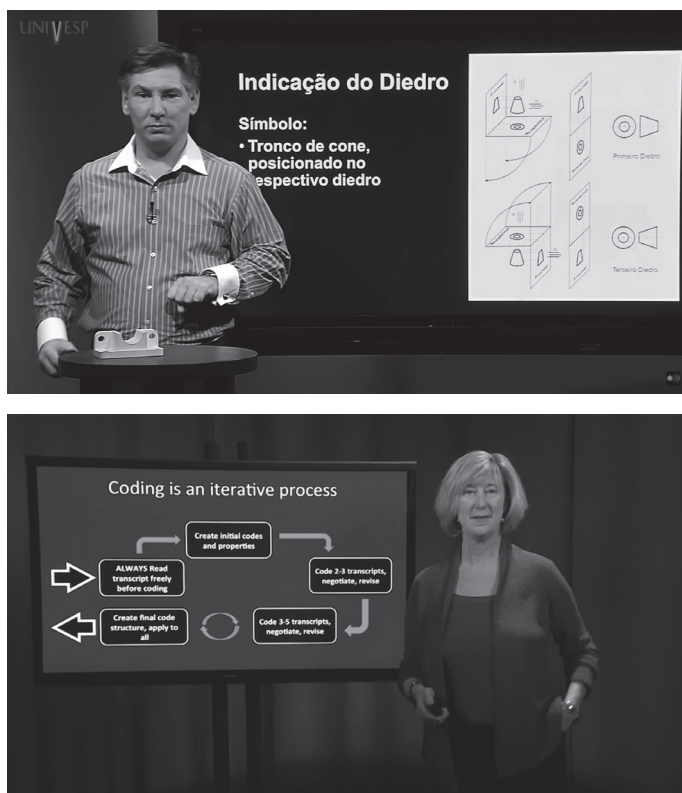 UNIVESP
Indicação do Diedro
Símbolo:
• Tronco de cone,
posicionado no
espectivo diedro
Primeiro Diedro
Terceiro Diedro
Coding is an iterative process
Create initial codes
and properties
ALWAYS Read
transcript freely
before coding
Code 2-3 transcripts,
negotiate, revise
Create final code
structure, apply to
all
Code 3-5 transcripts,
negotiate, revise